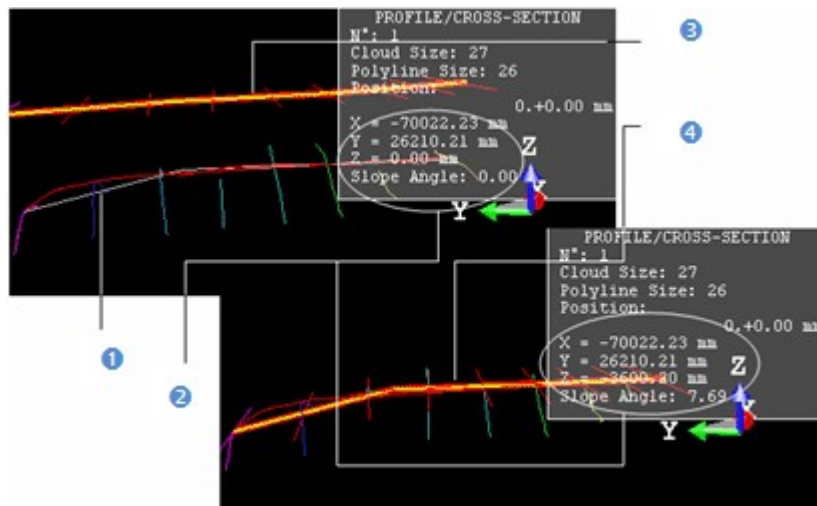 PROFILE/CROSS-SECTION
N°: 1
Cloud Size: 27
Polyline Size: 26
Position:
0.+0.00 mm
X = -70022.23 mm
Y = 26210.21 mm
Z = 0.00 mm
Slope Angle: 0.00
Z
Y
3
4
PROFILE/CROSS-SECTION
N°: 1
Cloud Size: 27
Polyline Size: 26
Position:
0.+0.00 mm
X = -70022.23 mm
Y = 26210.21 mm
Z = -3600.20 mm
Slope Angle: 7.69
Z
Y
1
2